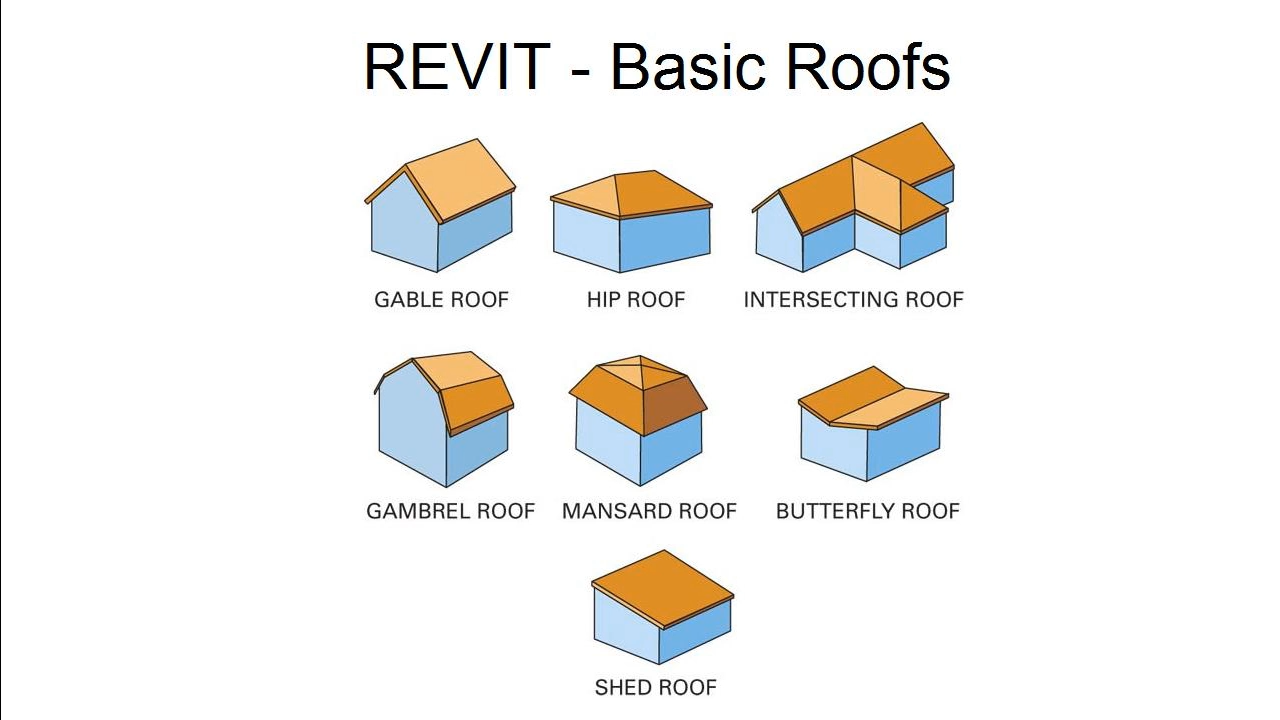 REVIT - Basic Roofs
GABLE ROOF
HIP ROOF
INTERSECTING ROOF
GAMBREL ROOF
MANSARD ROOF
BUTTERFLY ROOF
SHED ROOF